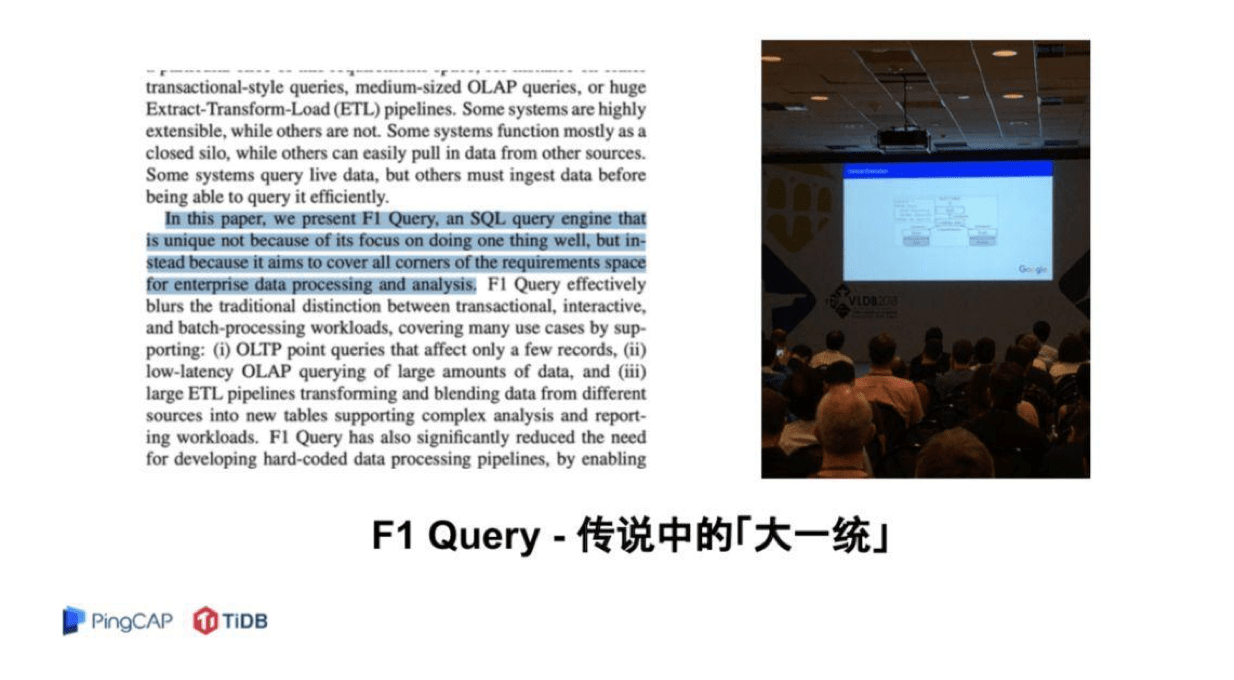 transactional-style queries, medium-sized OLAP queries, or huge
Extract-Transform-Load (ETL) pipelines. Some systems are highly
extensible, while others are not. Some systems function mostly as a
closed silo, while others can easily pull in data from other sources.
Some systems query live data, but others must ingest data before
being able to query it efficiently.
In this paper, we present F1 Query, an SQL query engine that
is unique not because of its focus on doing one thing well, but in-
stead because it aims to cover all corners of the requirements space
for enterprise data processing and analysis. F1 Query effectively
blurs the traditional distinction between transactional, interactive,
and batch-processing workloads, covering many use cases by sup-
porting: (i) OLTP point queries that affect only a few records, (ii)
low-latency OLAP querying of large amounts of data, and (iii)
large ETL pipelines transforming and blending data from different
sources into new tables supporting complex analysis and report-
ing workloads. F1 Query has also significantly reduced the need
for developing hard-coded data processing pipelines, by enabling
Google
VLDB2018
F1 Query - 传说中的「大一统」
PingCAP TiDB